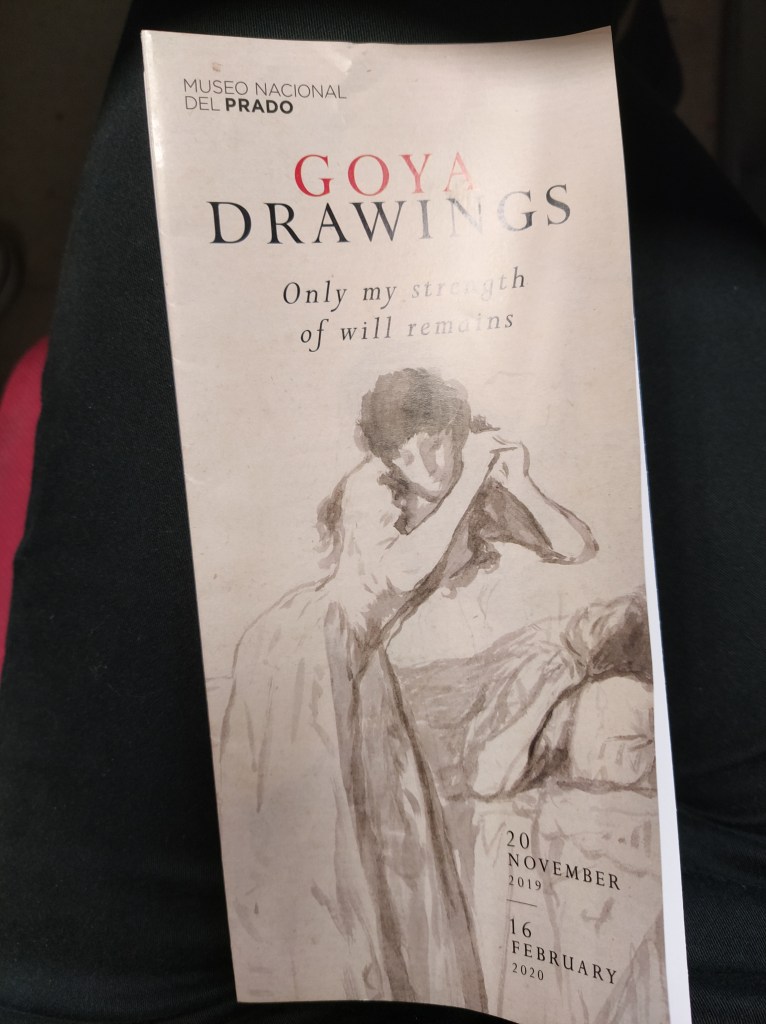 MUSEO NACIONAL
DEL PRADO
GOYA
DRAWINGS
Only my strength
of will remains
20
NOVEMBER
2019
16
FEBRUARY
2020